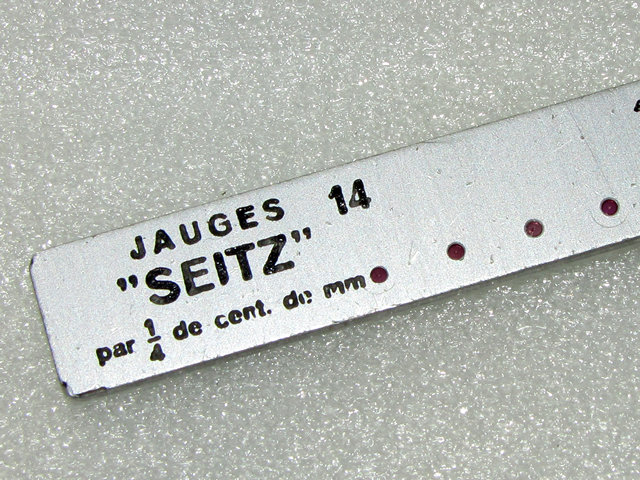 JAUGES 14
"SEITZ"
par 1/4 de cent. de mm